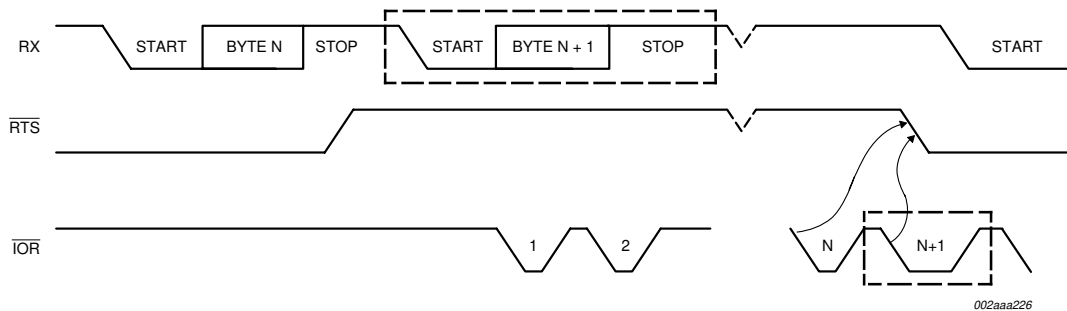 RX START BYTE N STOP START BYTE N + 1 STOP START
RTS
IOR 1 2 N N+1
002aaa226